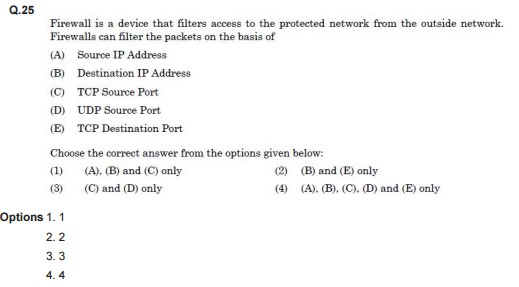 Q.25
Firewall is a device that filters access to the protected network from the outside network.
Firewalls can filter the packets on the basis of
(A) Source IP Address
(B) Destination IP Address
(C) TCP Source Port
(D) UDP Source Port
(E) TCP Destination Port
Choose the correct answer from the options given below:
(1) (A), (B) and (C) only (2) (B) and (E) only
(3) (C) and (D) only (4) (A), (B), (C), (D) and (E) only
Options 1. 1
2. 2
3. 3
4. 4